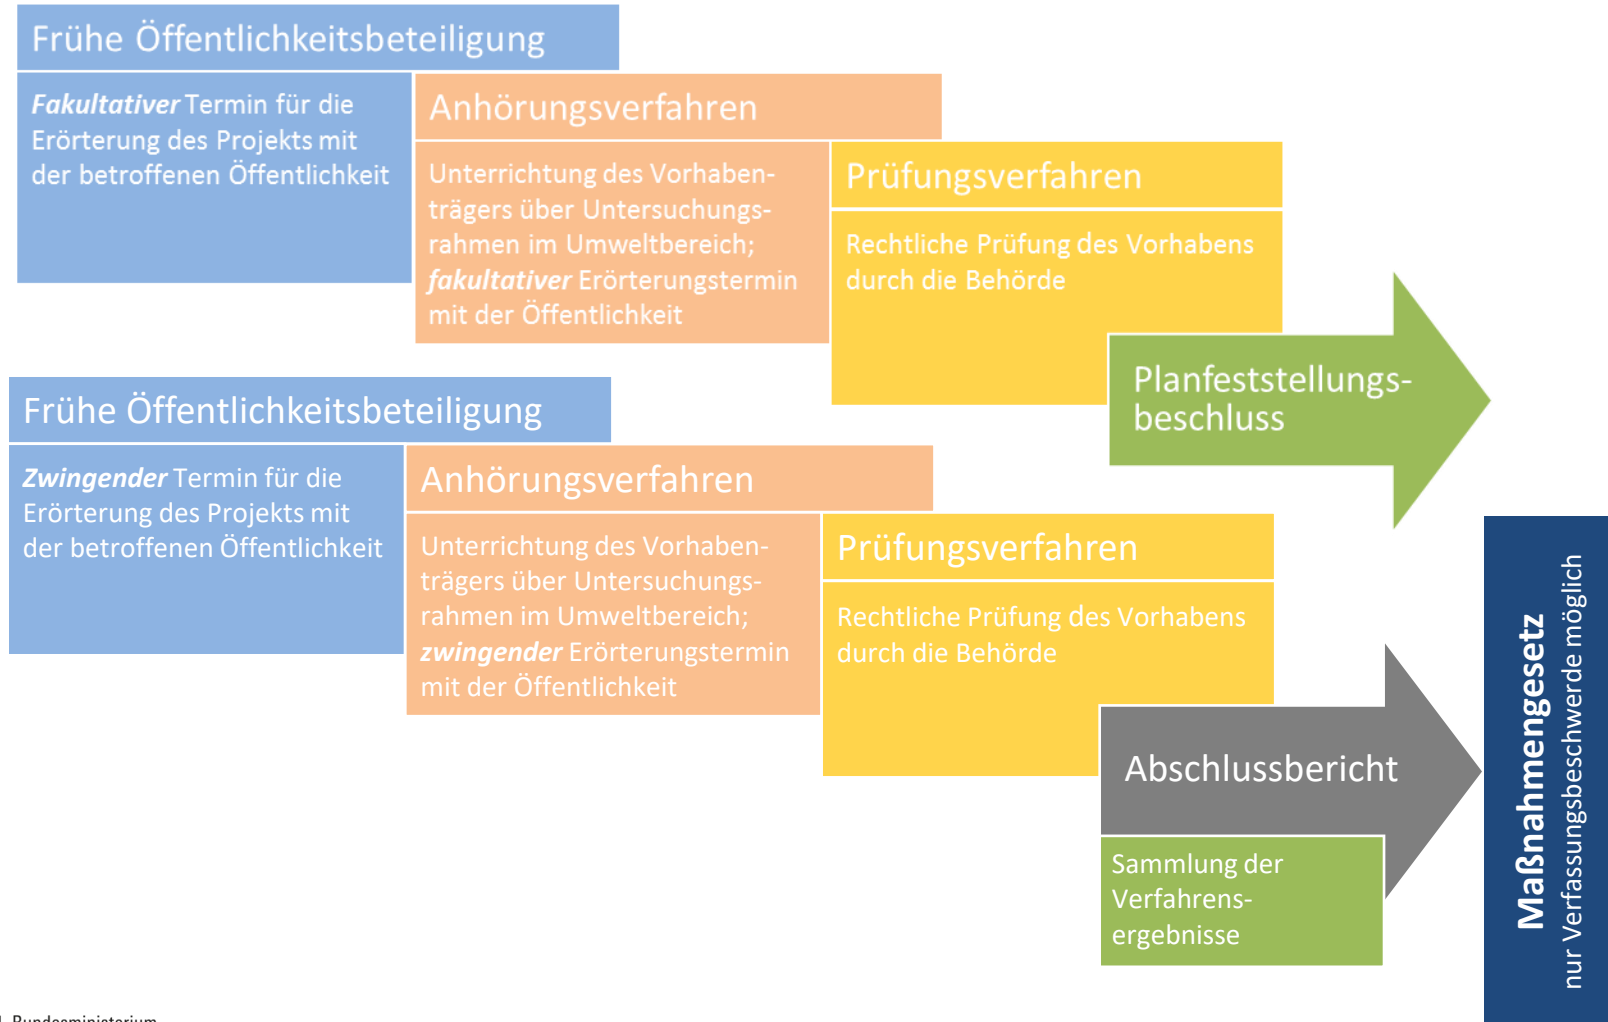 Frühe Öffentlichkeitsbeteiligung
Fakultativer Termin für die
Erörterung des Projekts mit
der betroffenen Öffentlichkeit
Anhörungsverfahren
Unterrichtung des Vorhaben-
trägers über Untersuchungs-
rahmen im Umweltbereich;
fakultativer Erörterungstermin
mit der Öffentlichkeit
Prüfungsverfahren
Rechtliche Prüfung des Vorhabens
durch die Behörde
Planfeststellungs-
beschluss
Frühe Öffentlichkeitsbeteiligung
Zwingender Termin für die
Erörterung des Projekts mit
der betroffenen Öffentlichkeit
Anhörungsverfahren
Unterrichtung des Vorhaben-
trägers über Untersuchungs-
rahmen im Umweltbereich;
zwingender Erörterungstermin
mit der Öffentlichkeit
Prüfungsverfahren
Rechtliche Prüfung des Vorhabens
durch die Behörde
Abschlussbericht
Sammlung der
Verfahrens-
ergebnisse
Maßnahmengesetz
nur Verfassungsbeschwerde möglich
Bundesministerium